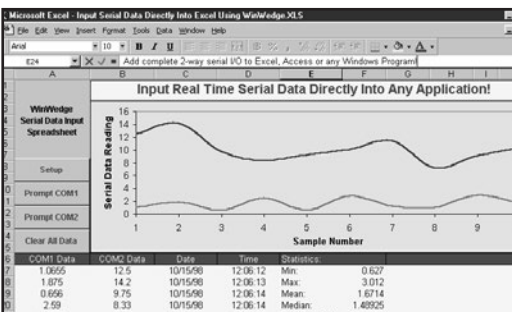 Microsoft Excel - Input Serial Data Directly Into Excel Using WinWedge.XLS
File Edit View Insert Format Tools Data Window Help
Arial 10 B I U
E24 = Add complete 2-way serial I/O to Excel, Access or any Windows Program!
A B C D E F G H I
WinWedge
Serial Data Input
Spreadsheet
Setup
Prompt COM1
Prompt COM2
Clear All Data
Input Real Time Serial Data Directly Into Any Application!
Serial Data Reading
16
14
12
10
8
6
4
2
0
1 2 3 4 5 6 7 8 9
Sample Number
COM1 Data COM2 Data Date Time Statistics:
1.0655 12.5 10/15/98 12:06:12 Min: 0.627
1.875 14.2 10/15/98 12:06:13 Max: 3.012
0.656 9.75 10/15/98 12:06:14 Mean: 1.6714
2.59 8.33 10/15/98 12:06:14 Median: 1.48925